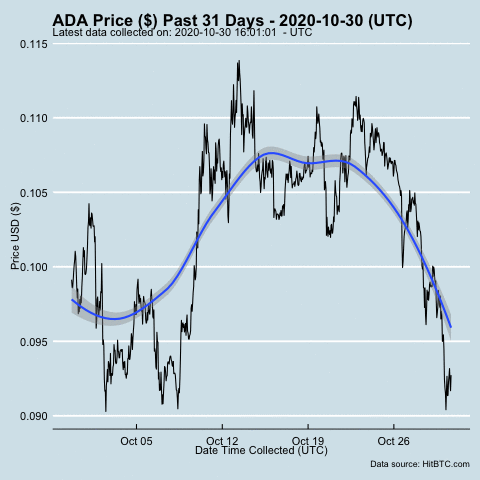 ADA Price ($) Past 31 Days - 2020-10-30 (UTC)
Latest data collected on: 2020-10-30 16:01:01  - UTC
0.115
0.110
0.105
0.100
0.095
0.090
Price USD ($)
Oct 05
Oct 12
Oct 19
Oct 26
Date Time Collected (UTC)
Data source: HitBTC.com